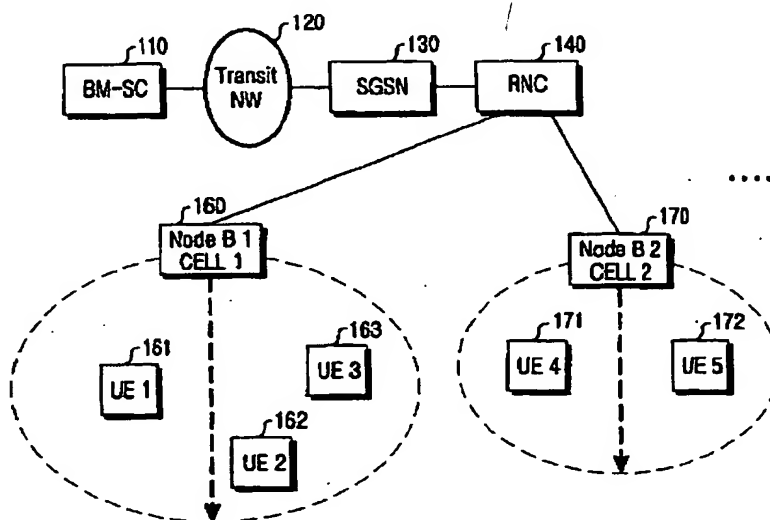 110
BM-SC
120
Transit
NW
130
SGSN
140
RNC
160
Node B 1
CELL 1
170
Node B 2
CELL 2
161
UE 1
162
UE 2
163
UE 3
171
UE 4
172
UE 5